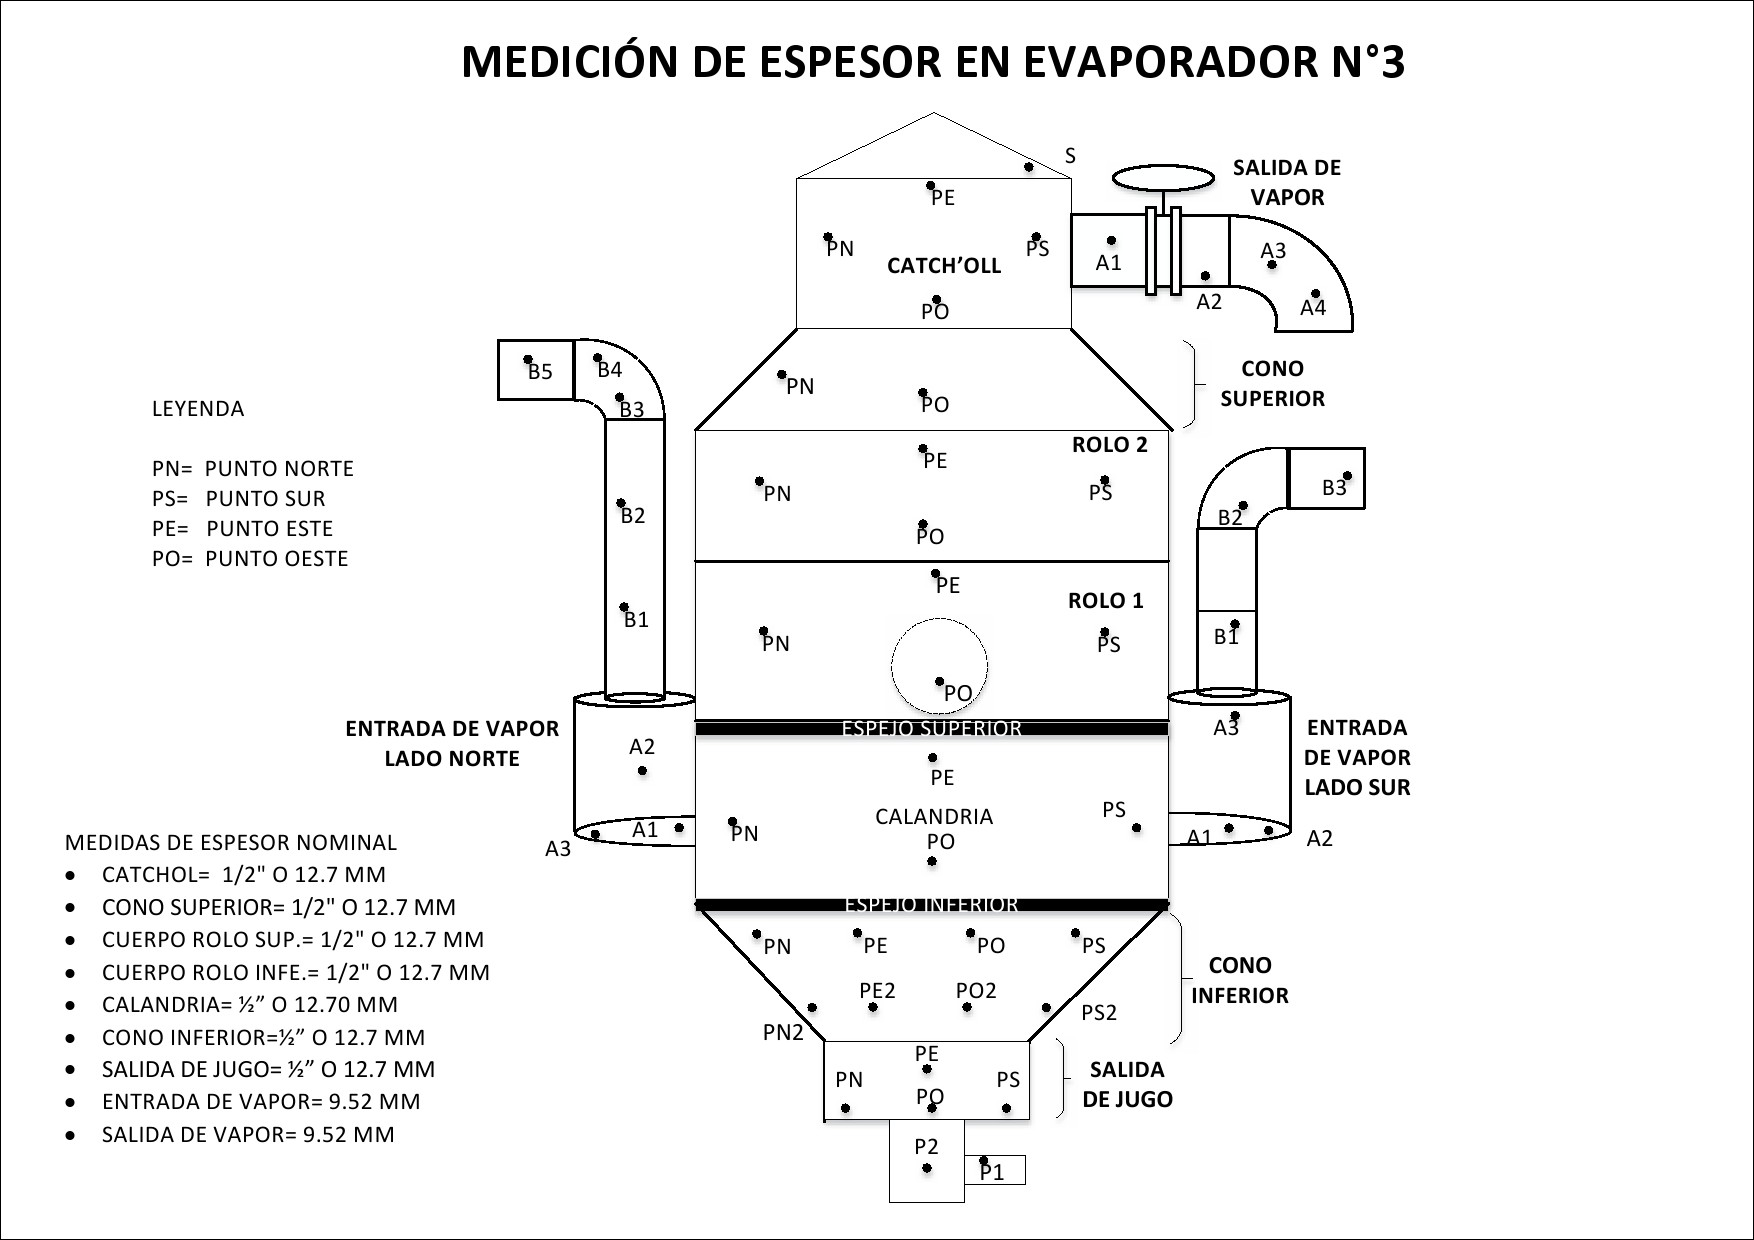 MEDICIÓN DE ESPESOR EN EVAPORADOR N°3
S
SALIDA DE
VAPOR
PE
PN
PS
CATCH’OLL
PO
A1
A2
A3
A4
B5
B4
B3
B2
B1
PN
PO
CONO
SUPERIOR
LEYENDA
PN= PUNTO NORTE
PS= PUNTO SUR
PE= PUNTO ESTE
PO= PUNTO OESTE
ROLO 2
PE
PN
PS
PO
B3
B2
B1
PE
ROLO 1
PN
PS
PO
ENTRADA DE VAPOR
LADO NORTE
A2
A1
A3
ESPEJO SUPERIOR
A3
A1
A2
ENTRADA
DE VAPOR
LADO SUR
PE
PS
CALANDRIA
PN
PO
ESPEJO INFERIOR
MEDIDAS DE ESPESOR NOMINAL
• CATCHOL= 1/2" O 12.7 MM
• CONO SUPERIOR= 1/2" O 12.7 MM
• CUERPO ROLO SUP.= 1/2" O 12.7 MM
• CUERPO ROLO INFE.= 1/2" O 12.7 MM
• CALANDRIA= ½” O 12.70 MM
• CONO INFERIOR=½” O 12.7 MM
• SALIDA DE JUGO= ½” O 12.7 MM
• ENTRADA DE VAPOR= 9.52 MM
• SALIDA DE VAPOR= 9.52 MM
PN
PE
PO
PS
PE2
PO2
PN2
PS2
CONO
INFERIOR
PE
PN
PS
PO
SALIDA
DE JUGO
P2
P1